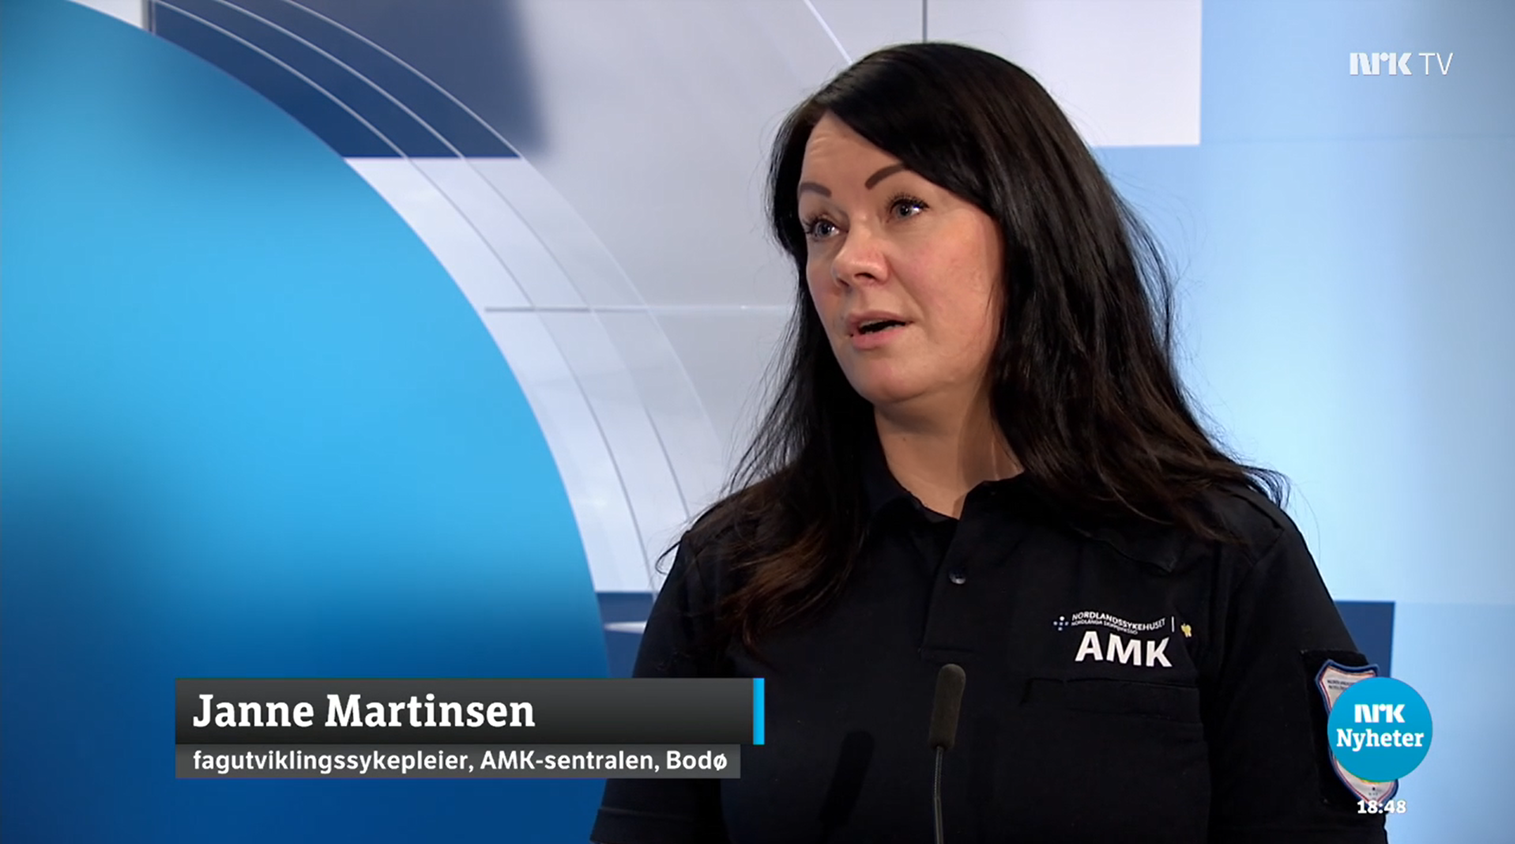 NRK TV
NORDLANDSSYKEHUSET
AMK
Janne Martinsen
fagutviklingssykepleier, AMK-sentralen, Bodø
NRK
Nyheter
18:48